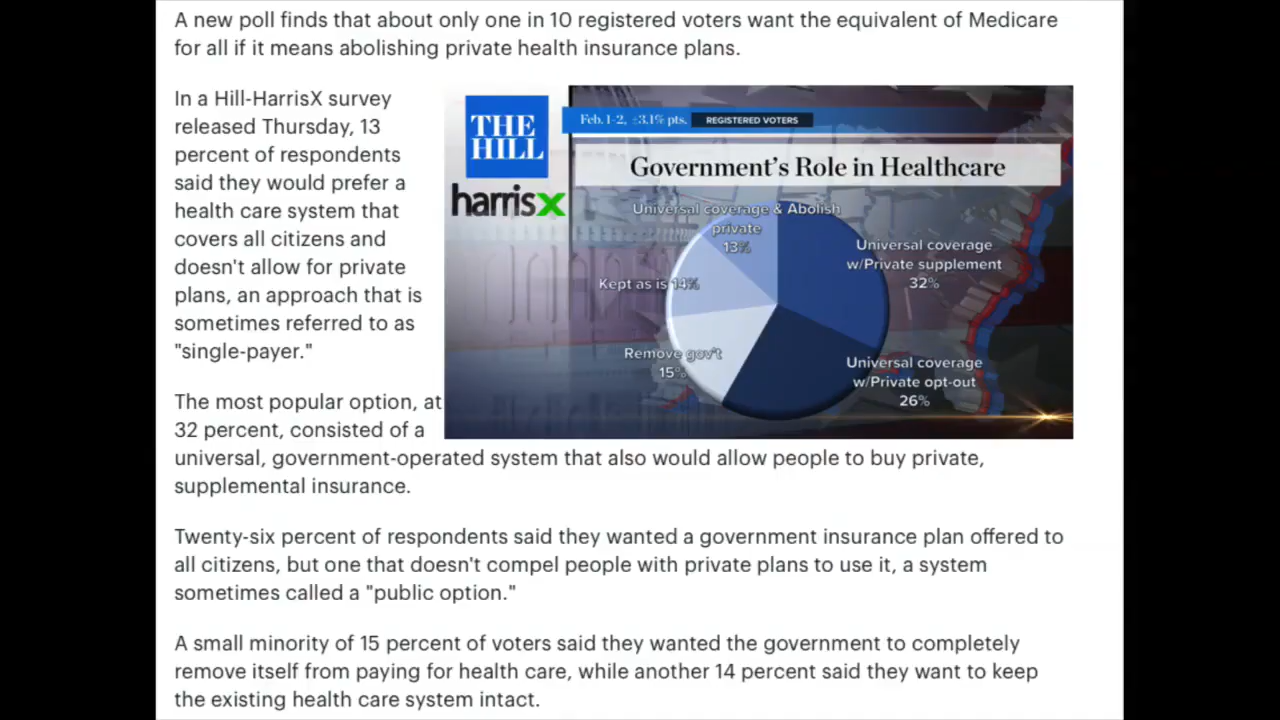 A new poll finds that about only one in 10 registered voters want the equivalent of Medicare
for all if it means abolishing private health insurance plans.
In a Hill-HarrisX survey
released Thursday, 13
percent of respondents
said they would prefer a
health care system that
covers all citizens and
doesn't allow for private
plans, an approach that is
sometimes referred to as
"single-payer."
THE
HILL
harrisx
Feb. 1-2, ±3.1% pts.
REGISTERED VOTERS
Government's Role in Healthcare
Universal coverage & Abolish
private
13%
Universal coverage
w/Private supplement
32%
Kept as is 14%
Remove gov't
15%
Universal coverage
w/Private opt-out
26%
The most popular option, at
32 percent, consisted of a
universal, government-operated system that also would allow people to buy private,
supplemental insurance.
Twenty-six percent of respondents said they wanted a government insurance plan offered to
all citizens, but one that doesn't compel people with private plans to use it, a system
sometimes called a "public option."
A small minority of 15 percent of voters said they wanted the government to completely
remove itself from paying for health care, while another 14 percent said they want to keep
the existing health care system intact.